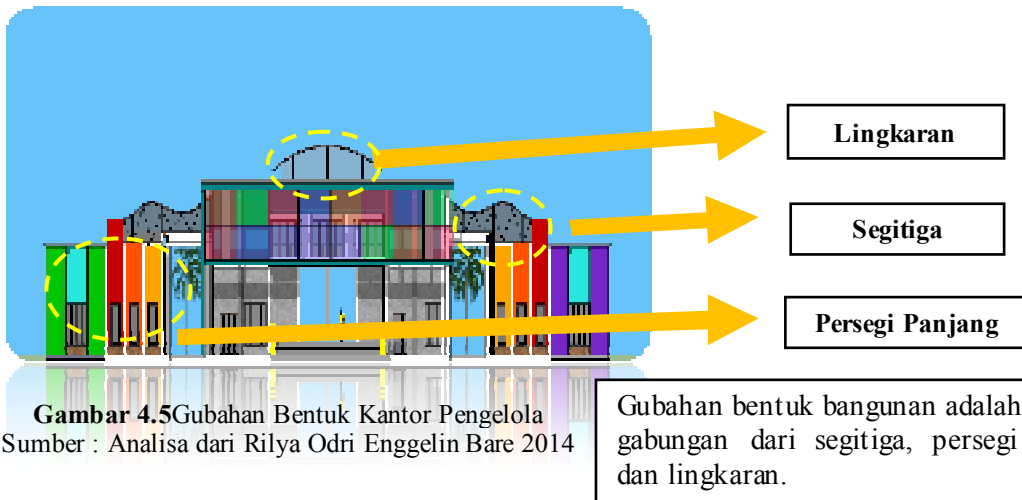 Lingkaran
Segitiga
Persegi Panjang
Gambar 4.5Gubahan Bentuk Kantor Pengelola
Sumber : Analisa dari Rilya Odri Enggelin Bare 2014
Gubahan bentuk bangunan adalah
gabungan dari segitiga, persegi
dan lingkaran.